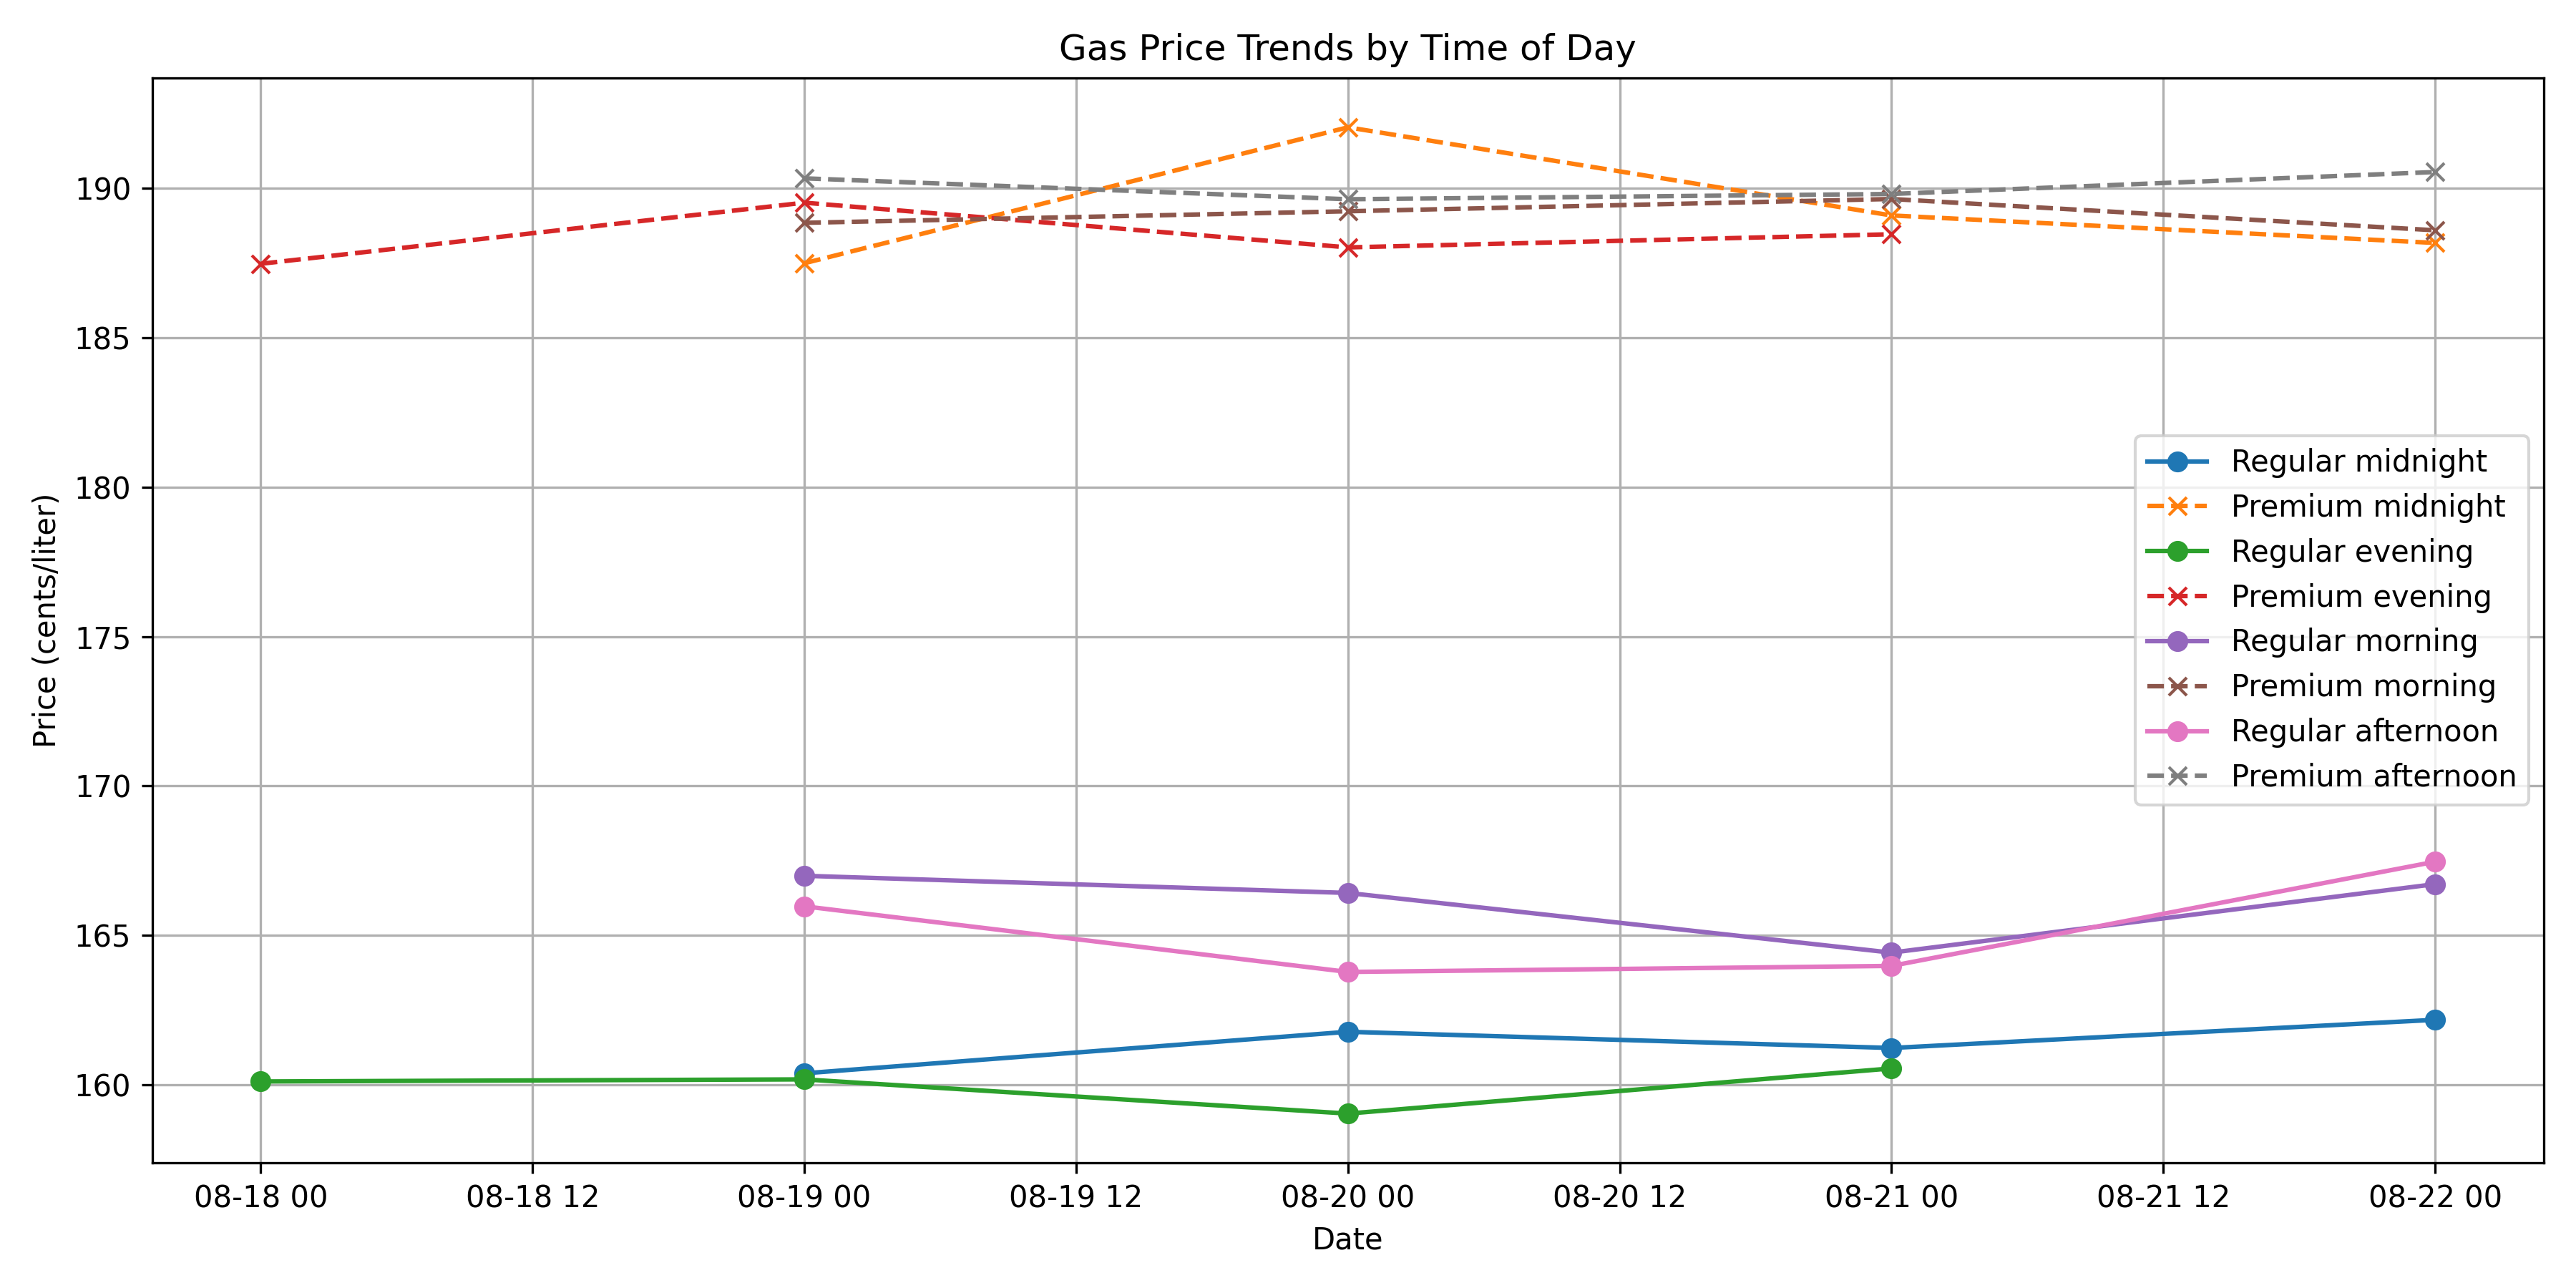 Gas Price Trends by Time of Day
Price (cents/liter)
190
185
180
175
170
165
160
Regular midnight
Premium midnight
Regular evening
Premium evening
Regular morning
Premium morning
Regular afternoon
Premium afternoon
08-18 00
08-18 12
08-19 00
08-19 12
08-20 00
08-20 12
08-21 00
08-21 12
08-22 00
Date